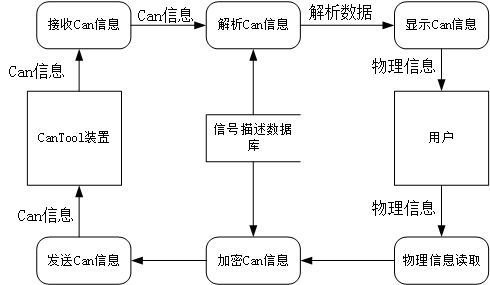 接收Can信息
Can信息
解析Can信息
解析数据
显示Can信息
Can信息
物理信息
CanTool装置
信号描述数据
库
用户
Can信息
物理信息
发送Can信息
加密Can信息
物理信息读取